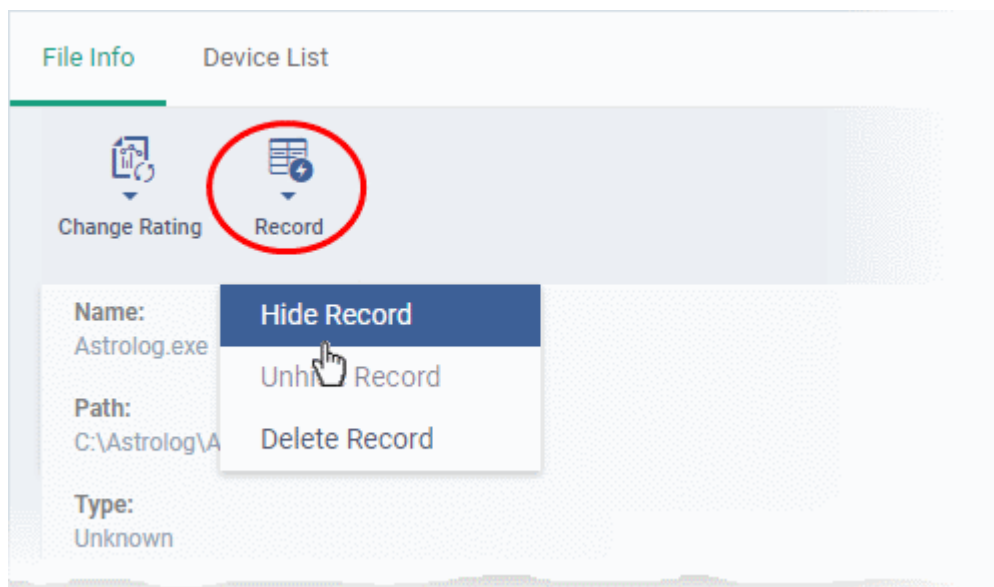 File Info Device List
Change Rating Record
Name:
Astrolog.exe
Hide Record
Record
Path:
C:\Astrolog\A
Delete Record
Type:
Unknown